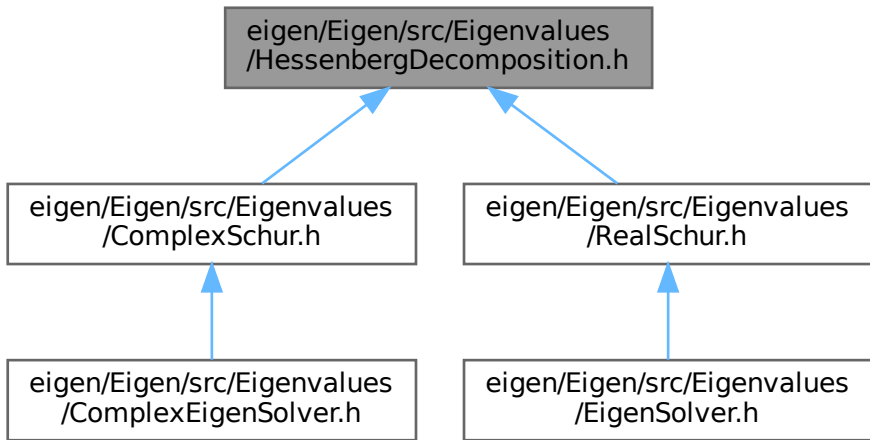 eigen/Eigen/src/Eigenvalues
/HessenbergDecomposition.h
eigen/Eigen/src/Eigenvalues
/ComplexSchur.h
eigen/Eigen/src/Eigenvalues
/RealSchur.h
eigen/Eigen/src/Eigenvalues
/ComplexEigenSolver.h
eigen/Eigen/src/Eigenvalues
/EigenSolver.h